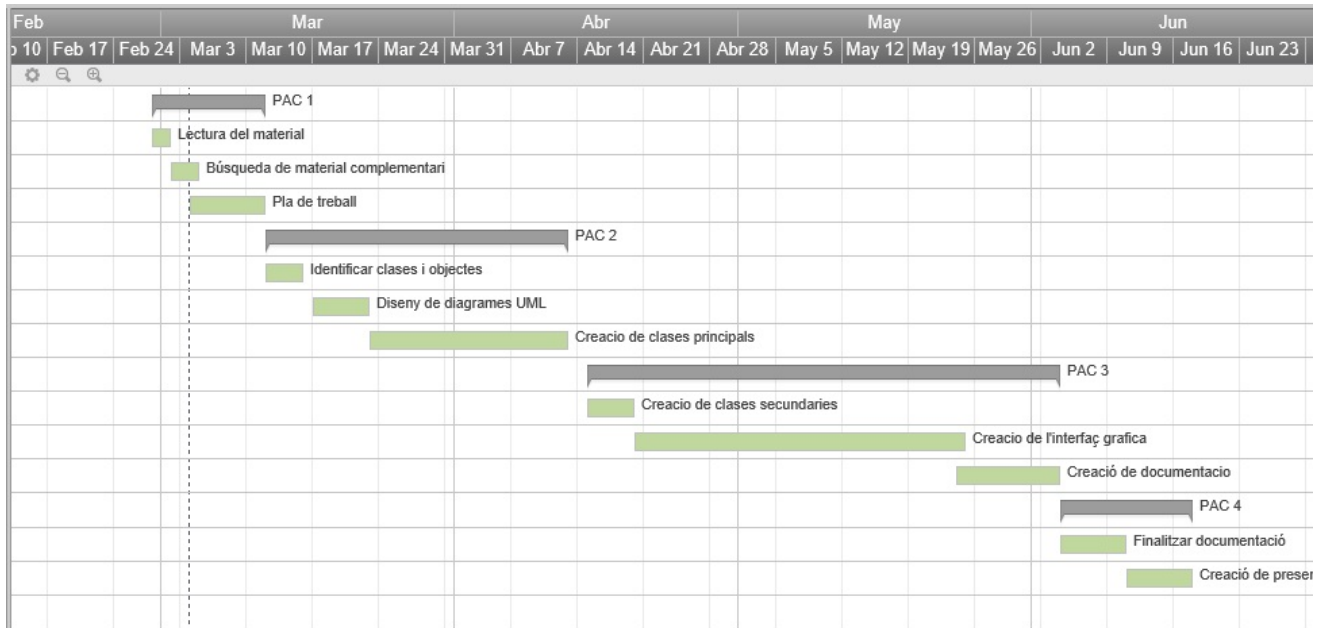 Feb Mar Abr May Jun
10 Feb 17 Feb 24 Mar 3 Mar 10 Mar 17 Mar 24 Mar 31 Abr 7 Abr 14 Abr 21 Abr 28 May 5 May 12 May 19 May 26 Jun 2 Jun 9 Jun 16 Jun 23
PAC 1
Lectura del material
Búsqueda de material complementari
Pla de treball
PAC 2
Identificar clases i objectes
Diseny de diagrames UML
Creacio de clases principals
PAC 3
Creacio de clases secundaries
Creacio de l'interfaç grafica
Creació de documentacio
PAC 4
Finalitzar documentació
Creació de preser